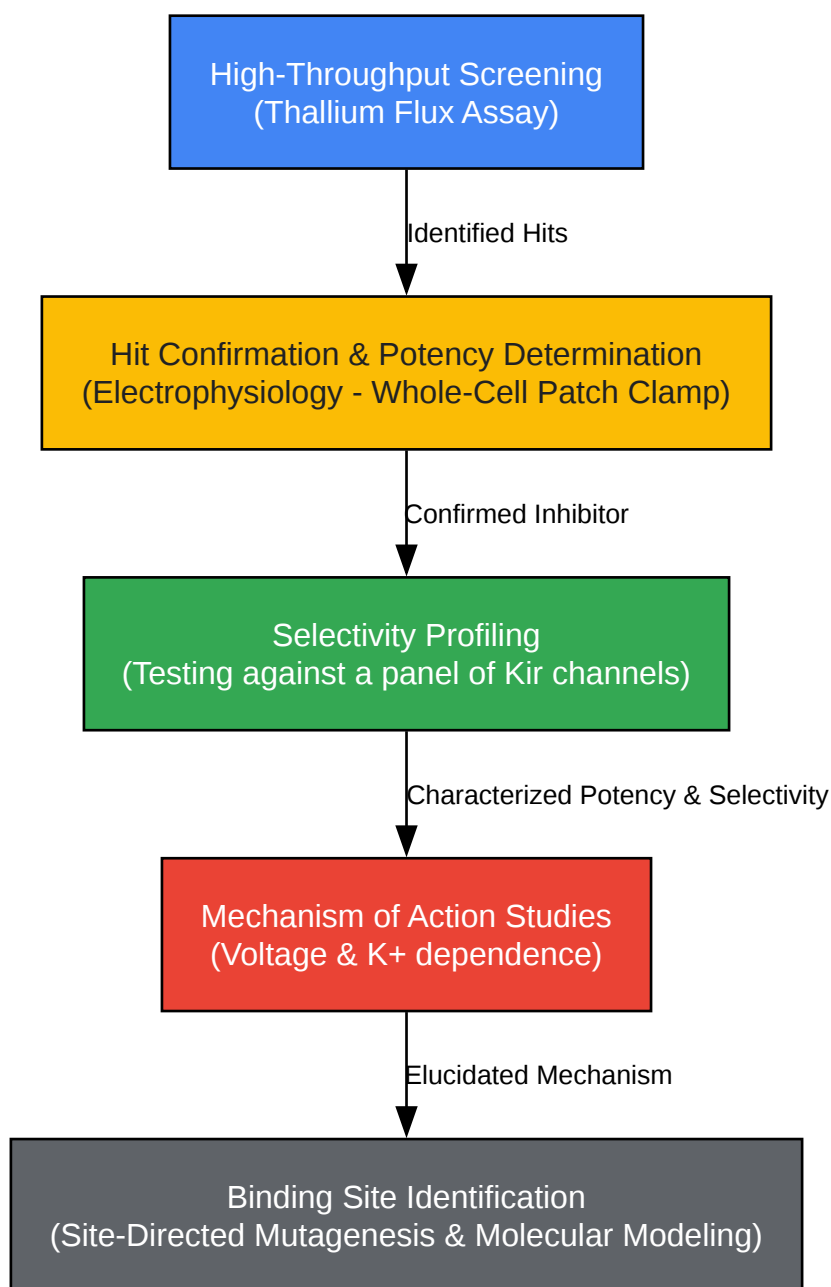 High-Throughput Screening
(Thallium Flux Assay)
Identified Hits
Hit Confirmation & Potency Determination
(Electrophysiology - Whole-Cell Patch Clamp)
Confirmed Inhibitor
Selectivity Profiling
(Testing against a panel of Kir channels)
Characterized Potency & Selectivity
Mechanism of Action Studies
(Voltage & K+ dependence)
Elucidated Mechanism
Binding Site Identification
(Site-Directed Mutagenesis & Molecular Modeling)